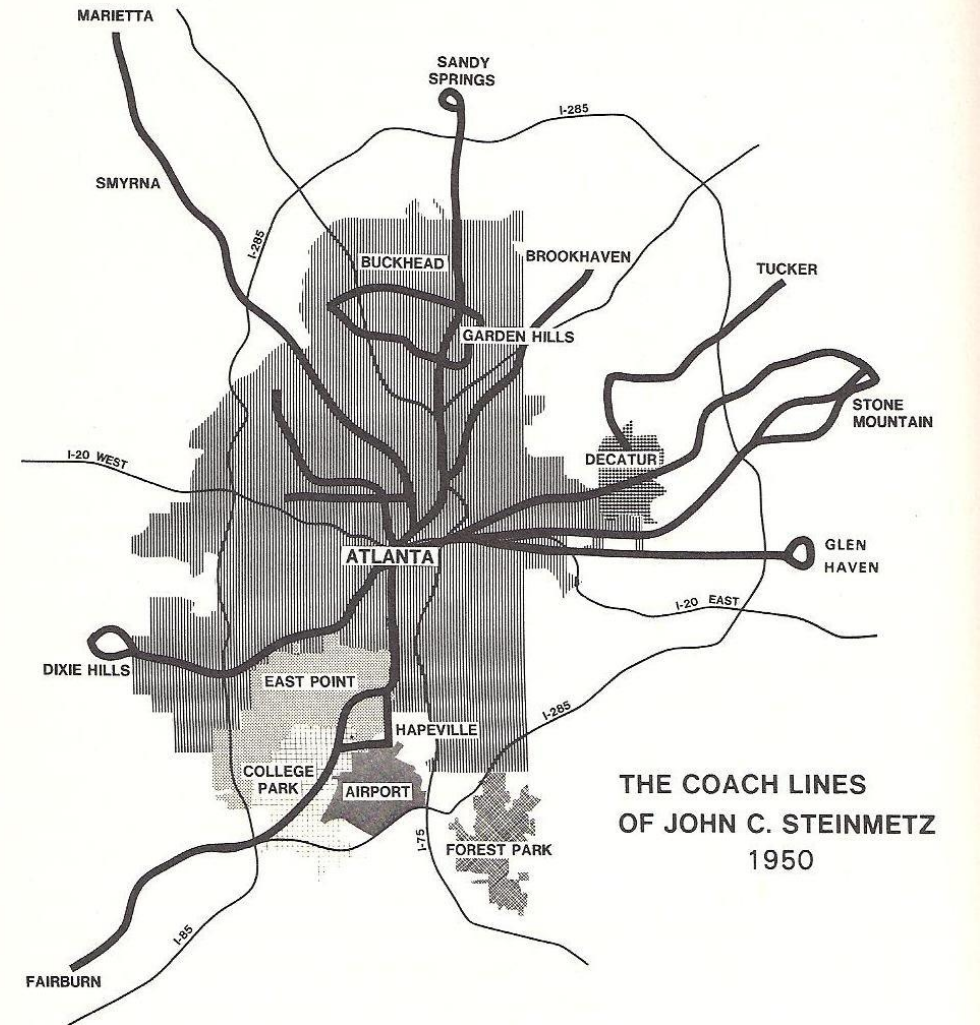 MARIETTA
SANDY
SPRINGS
I-285
SMYRNA
I-285
BUCKHEAD
BROOKHAVEN
TUCKER
GARDEN HILLS
STONE
MOUNTAIN
I-20 WEST
DECATUR
ATLANTA
GLEN
HAVEN
I-20 EAST
DIXIE HILLS
EAST POINT
I-285
HAPEVILLE
COLLEGE
PARK
AIRPORT
THE COACH LINES
OF JOHN C. STEINMETZ
1950
I-75
FOREST PARK
I-85
FAIRBURN